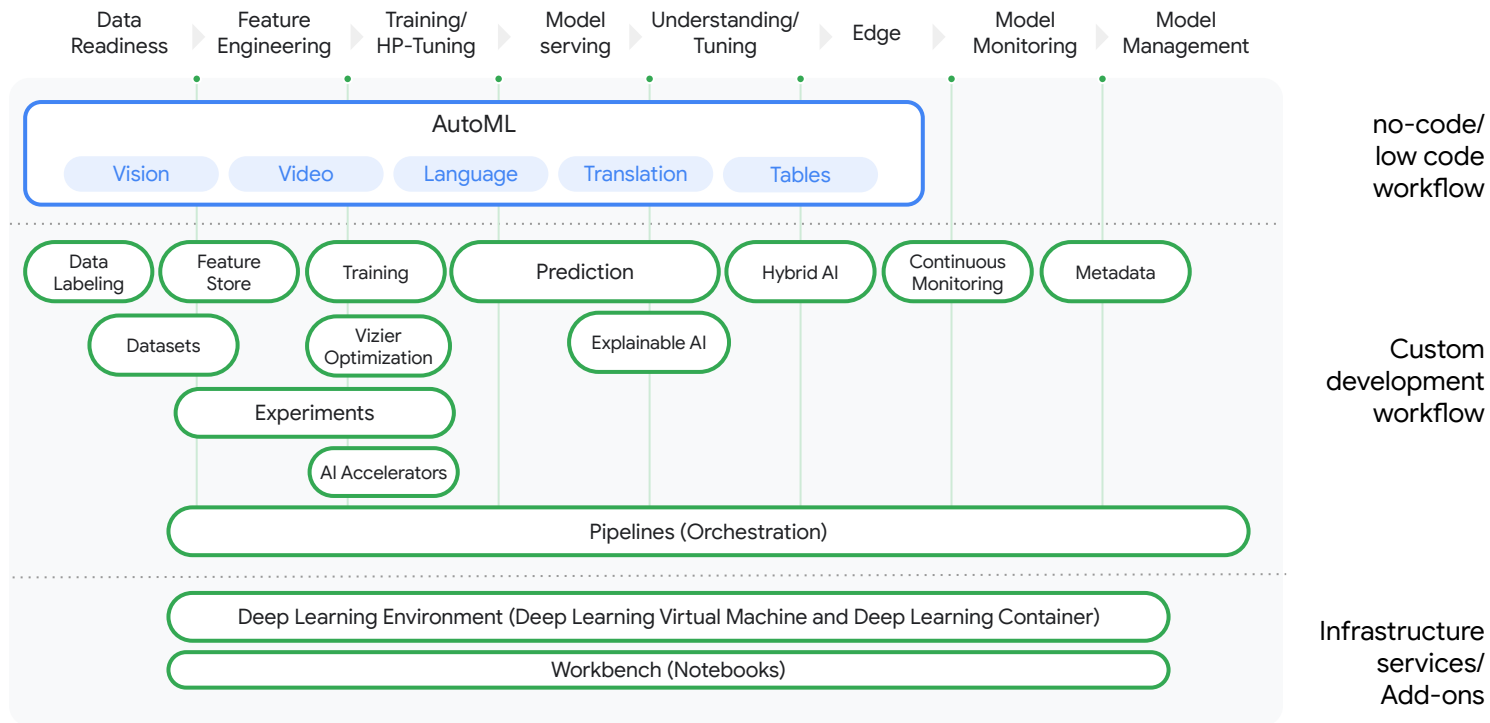 Data
Readiness
Feature
Engineering
Training/
HP-Tuning
Model
serving
Understanding/
Tuning
Edge
Model
Monitoring
Model
Management
AutoML
Vision
Video
Language
Translation
Tables
no-code/
low code
workflow
Data
Labeling
Feature
Store
Training
Prediction
Hybrid AI
Continuous
Monitoring
Metadata
Datasets
Vizier
Optimization
Explainable AI
Experiments
AI Accelerators
Pipelines (Orchestration)
Custom
development
workflow
Deep Learning Environment (Deep Learning Virtual Machine and Deep Learning Container)
Workbench (Notebooks)
Infrastructure
services/
Add-ons